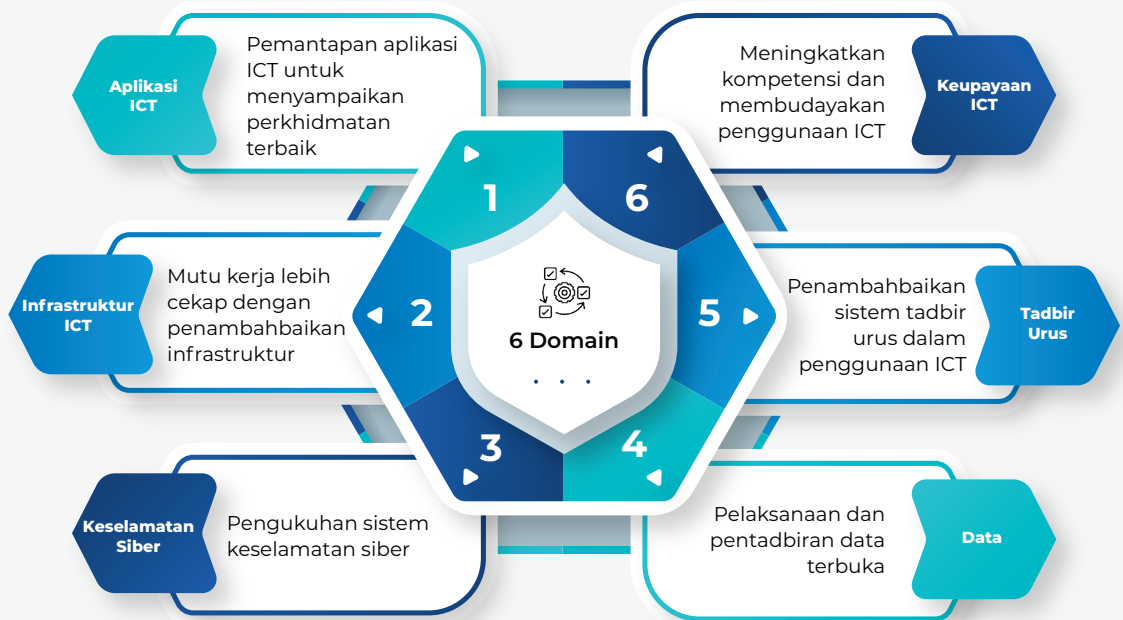 Aplikasi
ICT
Pemantapan aplikasi
ICT untuk
menyampaikan
perkhidmatan
terbaik
1
Infrastruktur
ICT
Mutu kerja lebih
cekap dengan
penambahbaikan
infrastruktur
2
Keselamatan
Siber
Pengukuhan sistem
keselamatan siber
3
6 Domain
Pelaksanaan dan
pentadbiran data
terbuka
Data
4
Penambahbaikan
sistem tadbir
urus dalam
penggunaan ICT
Tadbir
Urus
5
Meningkatkan
kompetensi dan
membudayakan
penggunaan ICT
Keupayaan
ICT
6